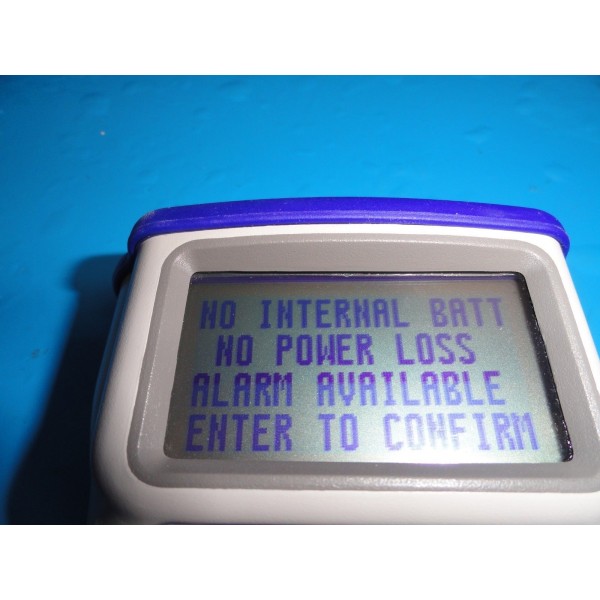 NO INTERNAL BATT
NO POWER LOSS
ALARM AVAILABLE
ENTER TO CONFIRM